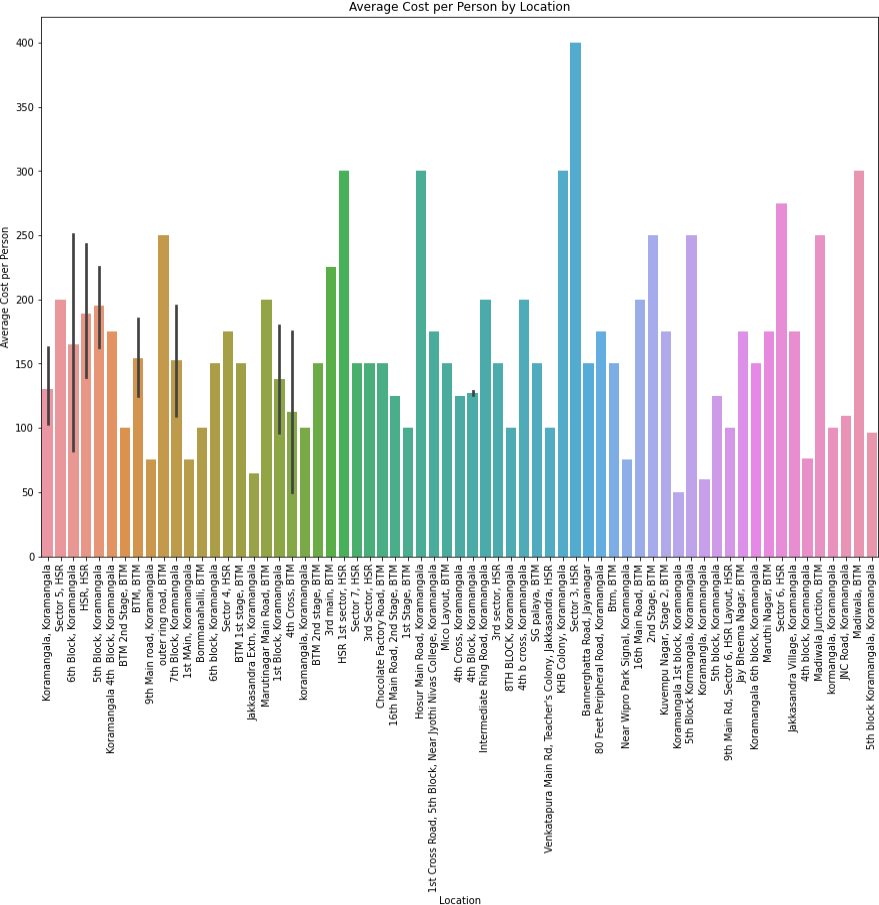 Average Cost per Person by Location
Average Cost per Person
400
350
300
250
200
150
100
50
0
Koramangala, Koramangala
Sector 5, HSR
6th Block, Koramangala
HSR, HSR
5th Block, Koramangala
Koramangala 4th Block, Koramangala
BTM 2nd Stage, BTM
BTM, BTM
9th Main road, Koramangala
outer ring road, BTM
7th Block, Koramangala
1st MAin, Koramangala
Bommanahalli, BTM
6th block, Koramangala
Sector 4, HSR
BTM 1st stage, BTM
Jakkasandra Extn, Koramangala
Marutinagar Main Road, BTM
1st Block, Koramangala
4th Cross, BTM
koramangala, Koramangala
BTM 2nd stage, BTM
3rd main, BTM
HSR 1st sector, HSR
Sector 7, HSR
3rd Sector, HSR
Chocolate Factory Road, BTM
16th Main Road, 2nd Stage, BTM
1st Stage, BTM
Hosur Main Road, Koramangala
1st Cross Road, 5th Block, Near Jyothi Nivas College, Koramangala
Mico Layout, BTM
4th Cross, Koramangala
4th Block, Koramangala
Intermediate Ring Road, Koramangala
3rd sector, HSR
8TH BLOCK, Koramangala
4th b cross, Koramangala
SG palaya, BTM
Venkatapura Main Rd, Teacher's Colony, Jakkasandra, HSR
KHB Colony, Koramangala
Sector 3, HSR
Bannerghatta Road, Jayanagar
80 Feet Peripheral Road, Koramangala
Btm, BTM
Near Wipro Park Signal, Koramangala
16th Main Road, BTM
2nd Stage, BTM
Kuvempu Nagar, Stage 2, BTM
Koramangala 1st block, Koramangala
5th Block Kormangala, Koramangala
Korangla, Koramangala
5th block, Koramangala
9th Main Rd, Sector 6, HSR Layout, HSR
Jay Bheema Nagar, BTM
Koramangala 6th block, Koramangala
Maruthi Nagar, BTM
Sector 6, HSR
Jakkasandra Village, Koramangala
4th block, Koramangala
Madiwala Junction, BTM
kormangala, Koramangala
JNC Road, Koramangala
Madiwala, BTM
5th block Koramangala, Koramangala
Location